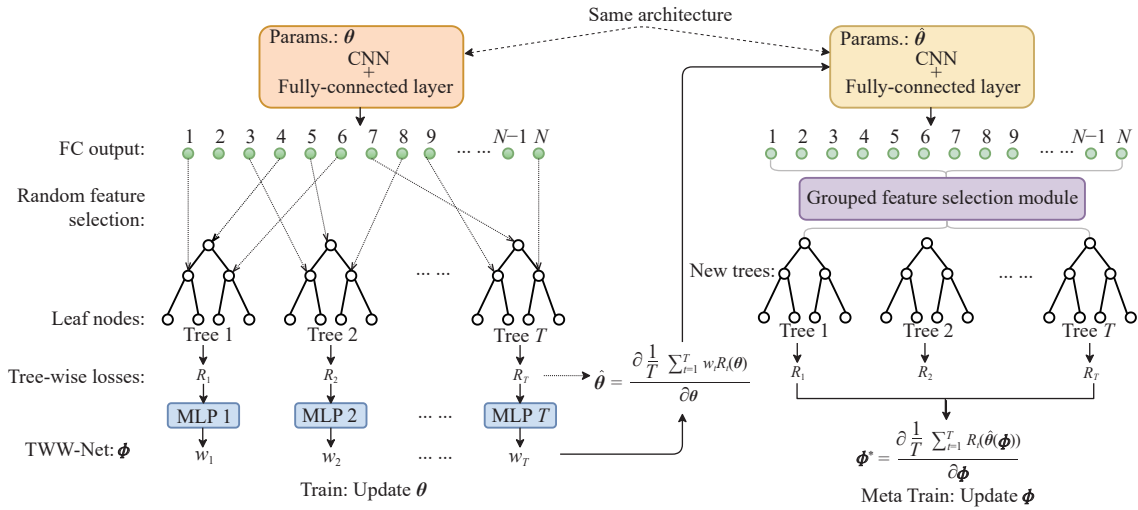 Same architecture
Params.: θ
CNN
+
Fully-connected layer
Params.: θ̂
CNN
+
Fully-connected layer
FC output:
1 2 3 4 5 6 7 8 9 ... ... N−1 N
1 2 3 4 5 6 7 8 9 ... ... N−1 N
Random feature
selection:
Grouped feature selection module
... ...
New trees:
... ...
Leaf nodes:
Tree 1 Tree 2 Tree T
Tree 1 Tree 2 Tree T
Tree-wise losses:
R₁ R₂ R_T
θ̂ = ∂ 1/T ∑ᵀₜ₌₁ wₜRₜ(θ) / ∂θ
R₁ R₂ R_T
MLP 1 MLP 2 ... ... MLP T
TWW-Net: ϕ
w₁ w₂ ... ... w_T
ϕ* = ∂ 1/T ∑ᵀₜ₌₁ Rₜ(θ̂(ϕ)) / ∂ϕ
Train: Update θ
Meta Train: Update ϕ